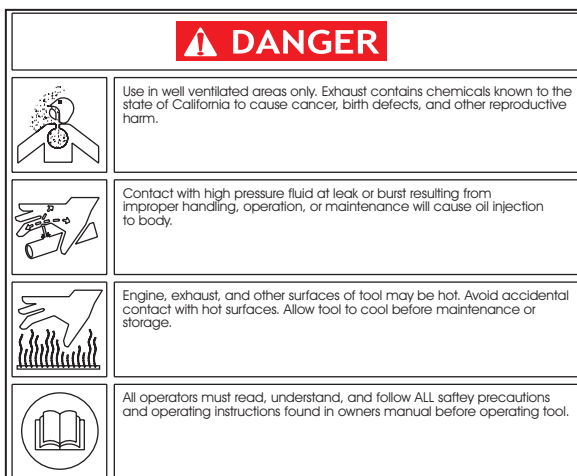 DANGER
Use in well ventilated areas only. Exhaust contains chemicals known to the
state of California to cause cancer, birth defects, and other reproductive
harm.
Contact with high pressure fluid at leak or burst resulting from
improper handling, operation, or maintenance will cause oil injection
to body.
Engine, exhaust, and other surfaces of tool may be hot. Avoid accidental
contact with hot surfaces. Allow tool to cool before maintenance or
storage.
All operators must read, understand, and follow ALL saftey precautions
and operating instructions found in owners manual before operating tool.